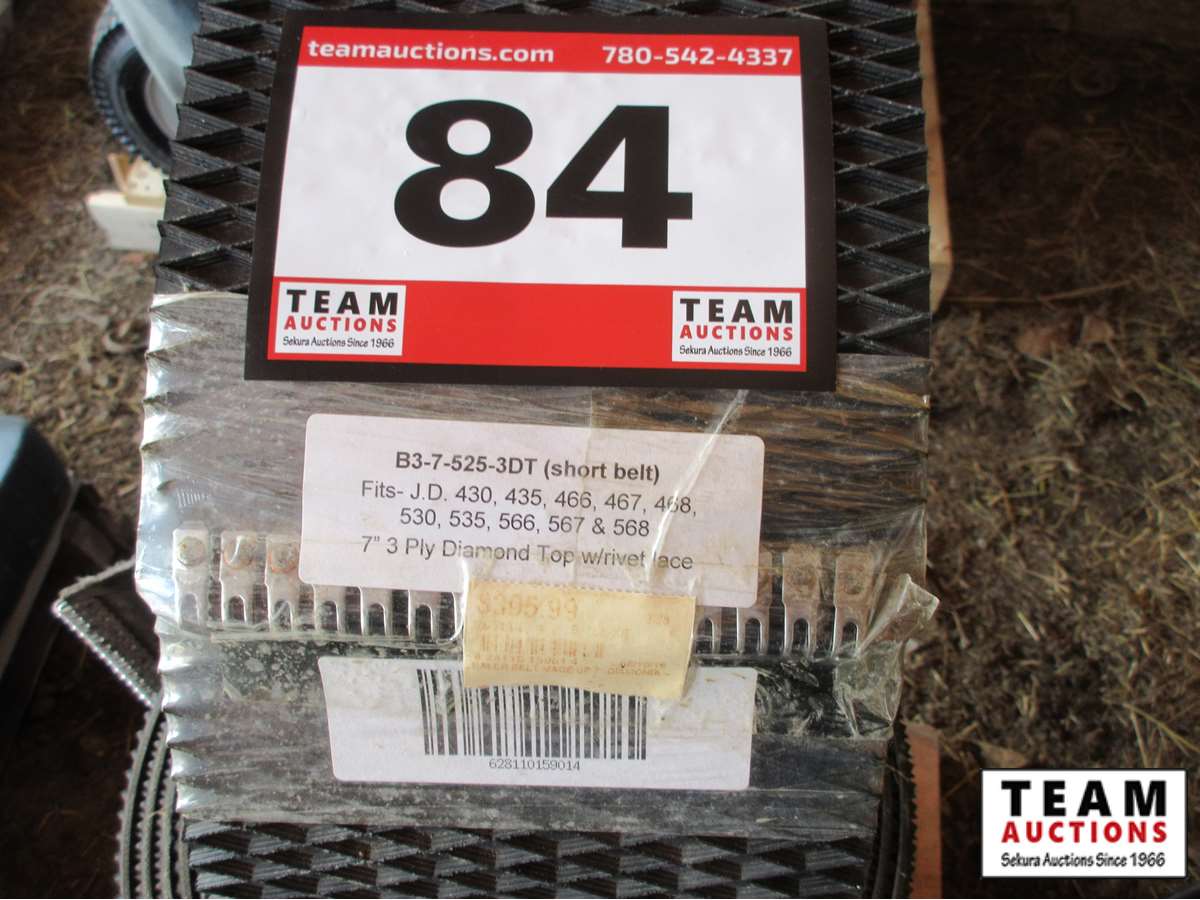 teamauctions.com 780-542-4337
84
TEAM
AUCTIONS
Sekura Auctions Since 1966
TEAM
AUCTIONS
Sekura Auctions Since 1966
B3-7-525-3DT (short belt)
Fits- J.D. 430, 435, 466, 467, 468,
530, 535, 566, 567 & 568
7" 3 Ply Diamond Top w/rivet lace
628110159014
TEAM
AUCTIONS
Sekura Auctions Since 1966